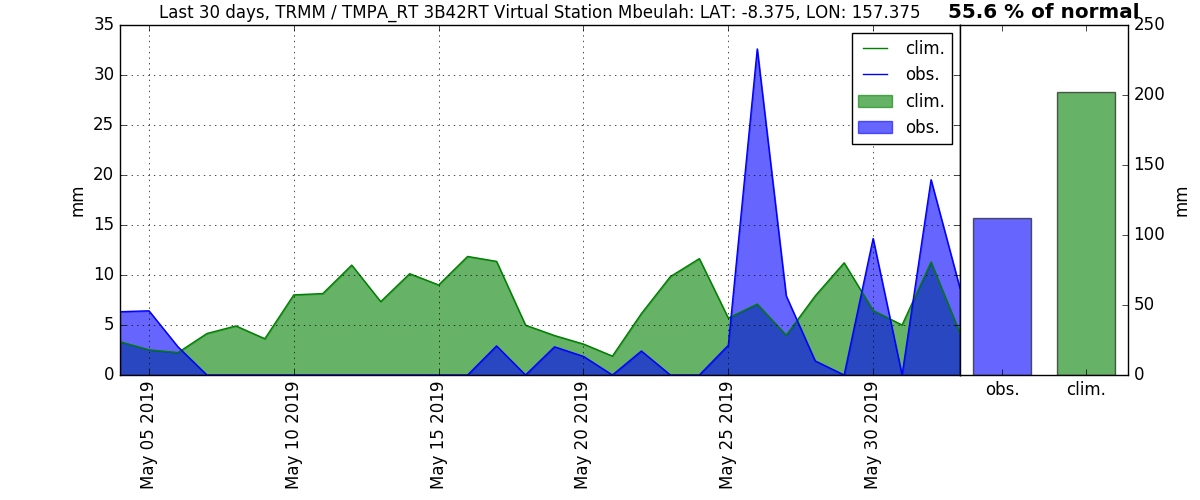 Last 30 days, TRMM / TMPA_RT 3B42RT Virtual Station Mbeulah: LAT: -8.375, LON: 157.375
55.6 % of normal
35
30
25
20
15
10
5
0
mm
clim.
obs.
clim.
obs.
May 05 2019
May 10 2019
May 15 2019
May 20 2019
May 25 2019
May 30 2019
250
200
150
100
50
0
mm
obs.
clim.